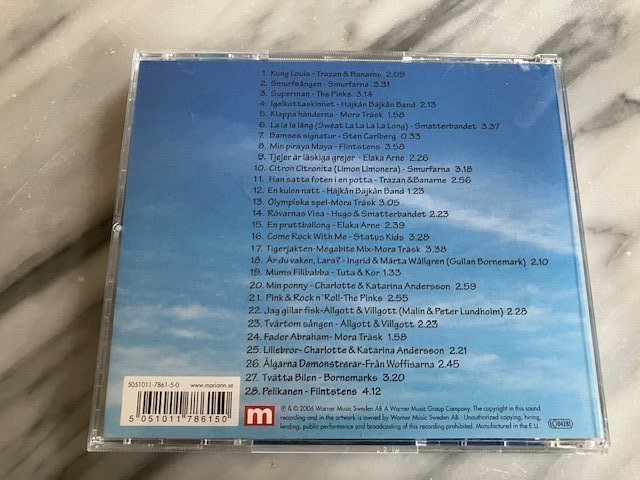 1. Kung Louie - Trazan & Banarne 2.09
2. Smurfsången - Smurfarna 3.31
3. Superman - The Pinks 3.14
4. Igelkottaskinnet - Häjkån Bäjkån Band 2.13
5. Klappa händerna - Mora Träsk 1.58
6. La la la lång (Sweat La La La La Long) - Smatterbandet 3.37
7. Bamses signatur - Sten Carlberg 0.33
8. Min piraya Maja - Flintstens 3.58
9. Tjejer är läskiga grejer - Elaka Arne 2.26
10. Citron Citronita (Limon Limonera) - Smurfarna 3.18
11. Han satte foten i en potta - Trazan & Banarne 2.56
12. En kulen natt - Häjkån Bäjkån Band 1.23
13. Olympiska spel-Mora Träsk 3.05
14. Rövarnas Visa - Hugo & Smatterbandet 2.23
15. En pruttballong - Elaka Arne 2.39
16. Come Rock With Me - Status Kids 3.28
17. Tigerjakten-Megabite Mix-Mora Träsk 3.38
18. Är du vaken, Lars? - Ingrid & Märta Wållgren (Gullan Bornemark) 2.10
19. Mums Filibabba - Tuta & Kör 1.33
20. Min ponny - Charlotte & Katarina Andersson 2.59
21. Pink & Rock n'Roll-The Pinks 2.55
22. Jag gillar fisk-Allgott & Villgott (Malin & Peter Lundholm) 2.28
23. Tvärtom sången - Allgott & Villgott 2.23
24. Fader Abraham- Mora Träsk 1.58
25. Lillebror- Charlotte & Katarina Andersson 2.21
26. Älgarna Demonstrerar-Från Woffisarna 2.45
27. Tvätta Bilen - Bornemarks 3.20
28. Pelikanen - Flintstens 4.12
5051011-7861-5-0 www.mariann.se
5 051011 786150
m
℗ & © 2006 Warner Music Sweden AB A Warner Music Group Company. The copyright in this sound
recording and in the artwork is owned by Warner Music Sweden AB. Unauthorized copying, hiring,
lending, public performance and broadcasting of this recording prohibited. Manufactured in the E.U.
LC 04281